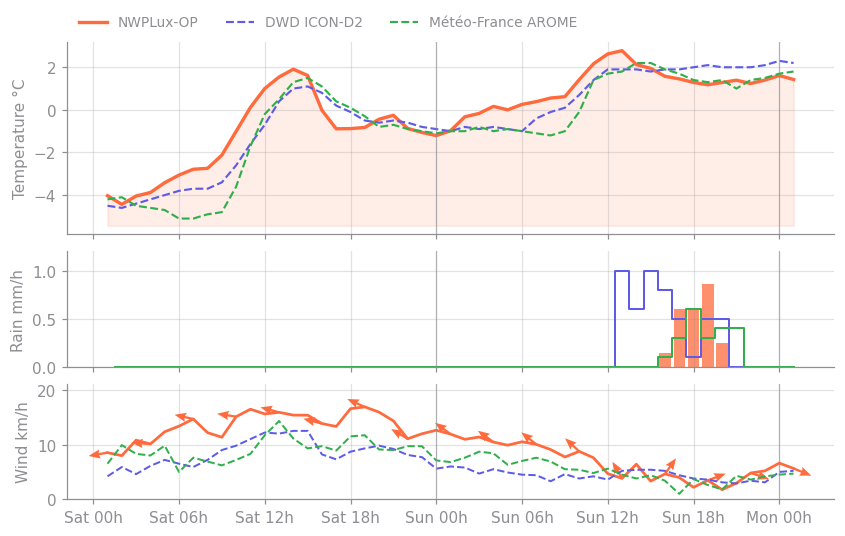 NWPLux-OP DWD ICON-D2 Météo-France AROME
Temperature °C
2
0
−2
−4
Rain mm/h
1.0
0.5
0.0
Wind km/h
20
10
0
Sat 00h Sat 06h Sat 12h Sat 18h Sun 00h Sun 06h Sun 12h Sun 18h Mon 00h